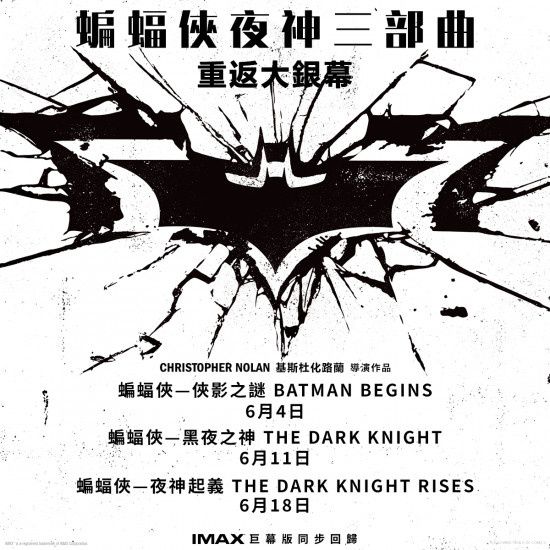 蝙蝠俠夜神三部曲
重返大銀幕
CHRISTOPHER NOLAN 基斯杜化路蘭 導演作品
蝙蝠俠—俠影之謎 BATMAN BEGINS
6月4日
蝙蝠俠—黑夜之神 THE DARK KNIGHT
6月11日
蝙蝠俠—夜神起義 THE DARK KNIGHT RISES
6月18日
IMAX 巨幕版同步回歸